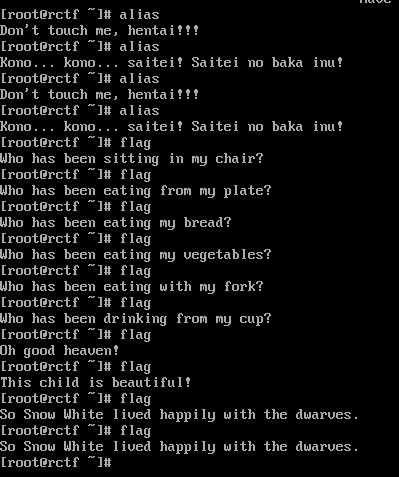 [root@rctf ~]# alias
Don't touch me, hentai!!!
[root@rctf ~]# alias
Kono... kono... saitei! Saitei no baka inu!
[root@rctf ~]# alias
Don't touch me, hentai!!!
[root@rctf ~]# alias
Kono... kono... saitei! Saitei no baka inu!
[root@rctf ~]# flag
Who has been sitting in my chair?
[root@rctf ~]# flag
Who has been eating from my plate?
[root@rctf ~]# flag
Who has been eating my bread?
[root@rctf ~]# flag
Who has been eating my vegetables?
[root@rctf ~]# flag
Who has been eating with my fork?
[root@rctf ~]# flag
Who has been drinking from my cup?
[root@rctf ~]# flag
Oh good heaven!
[root@rctf ~]# flag
This child is beautiful!
[root@rctf ~]# flag
So Snow White lived happily with the dwarves.
[root@rctf ~]# flag
So Snow White lived happily with the dwarves.
[root@rctf ~]#